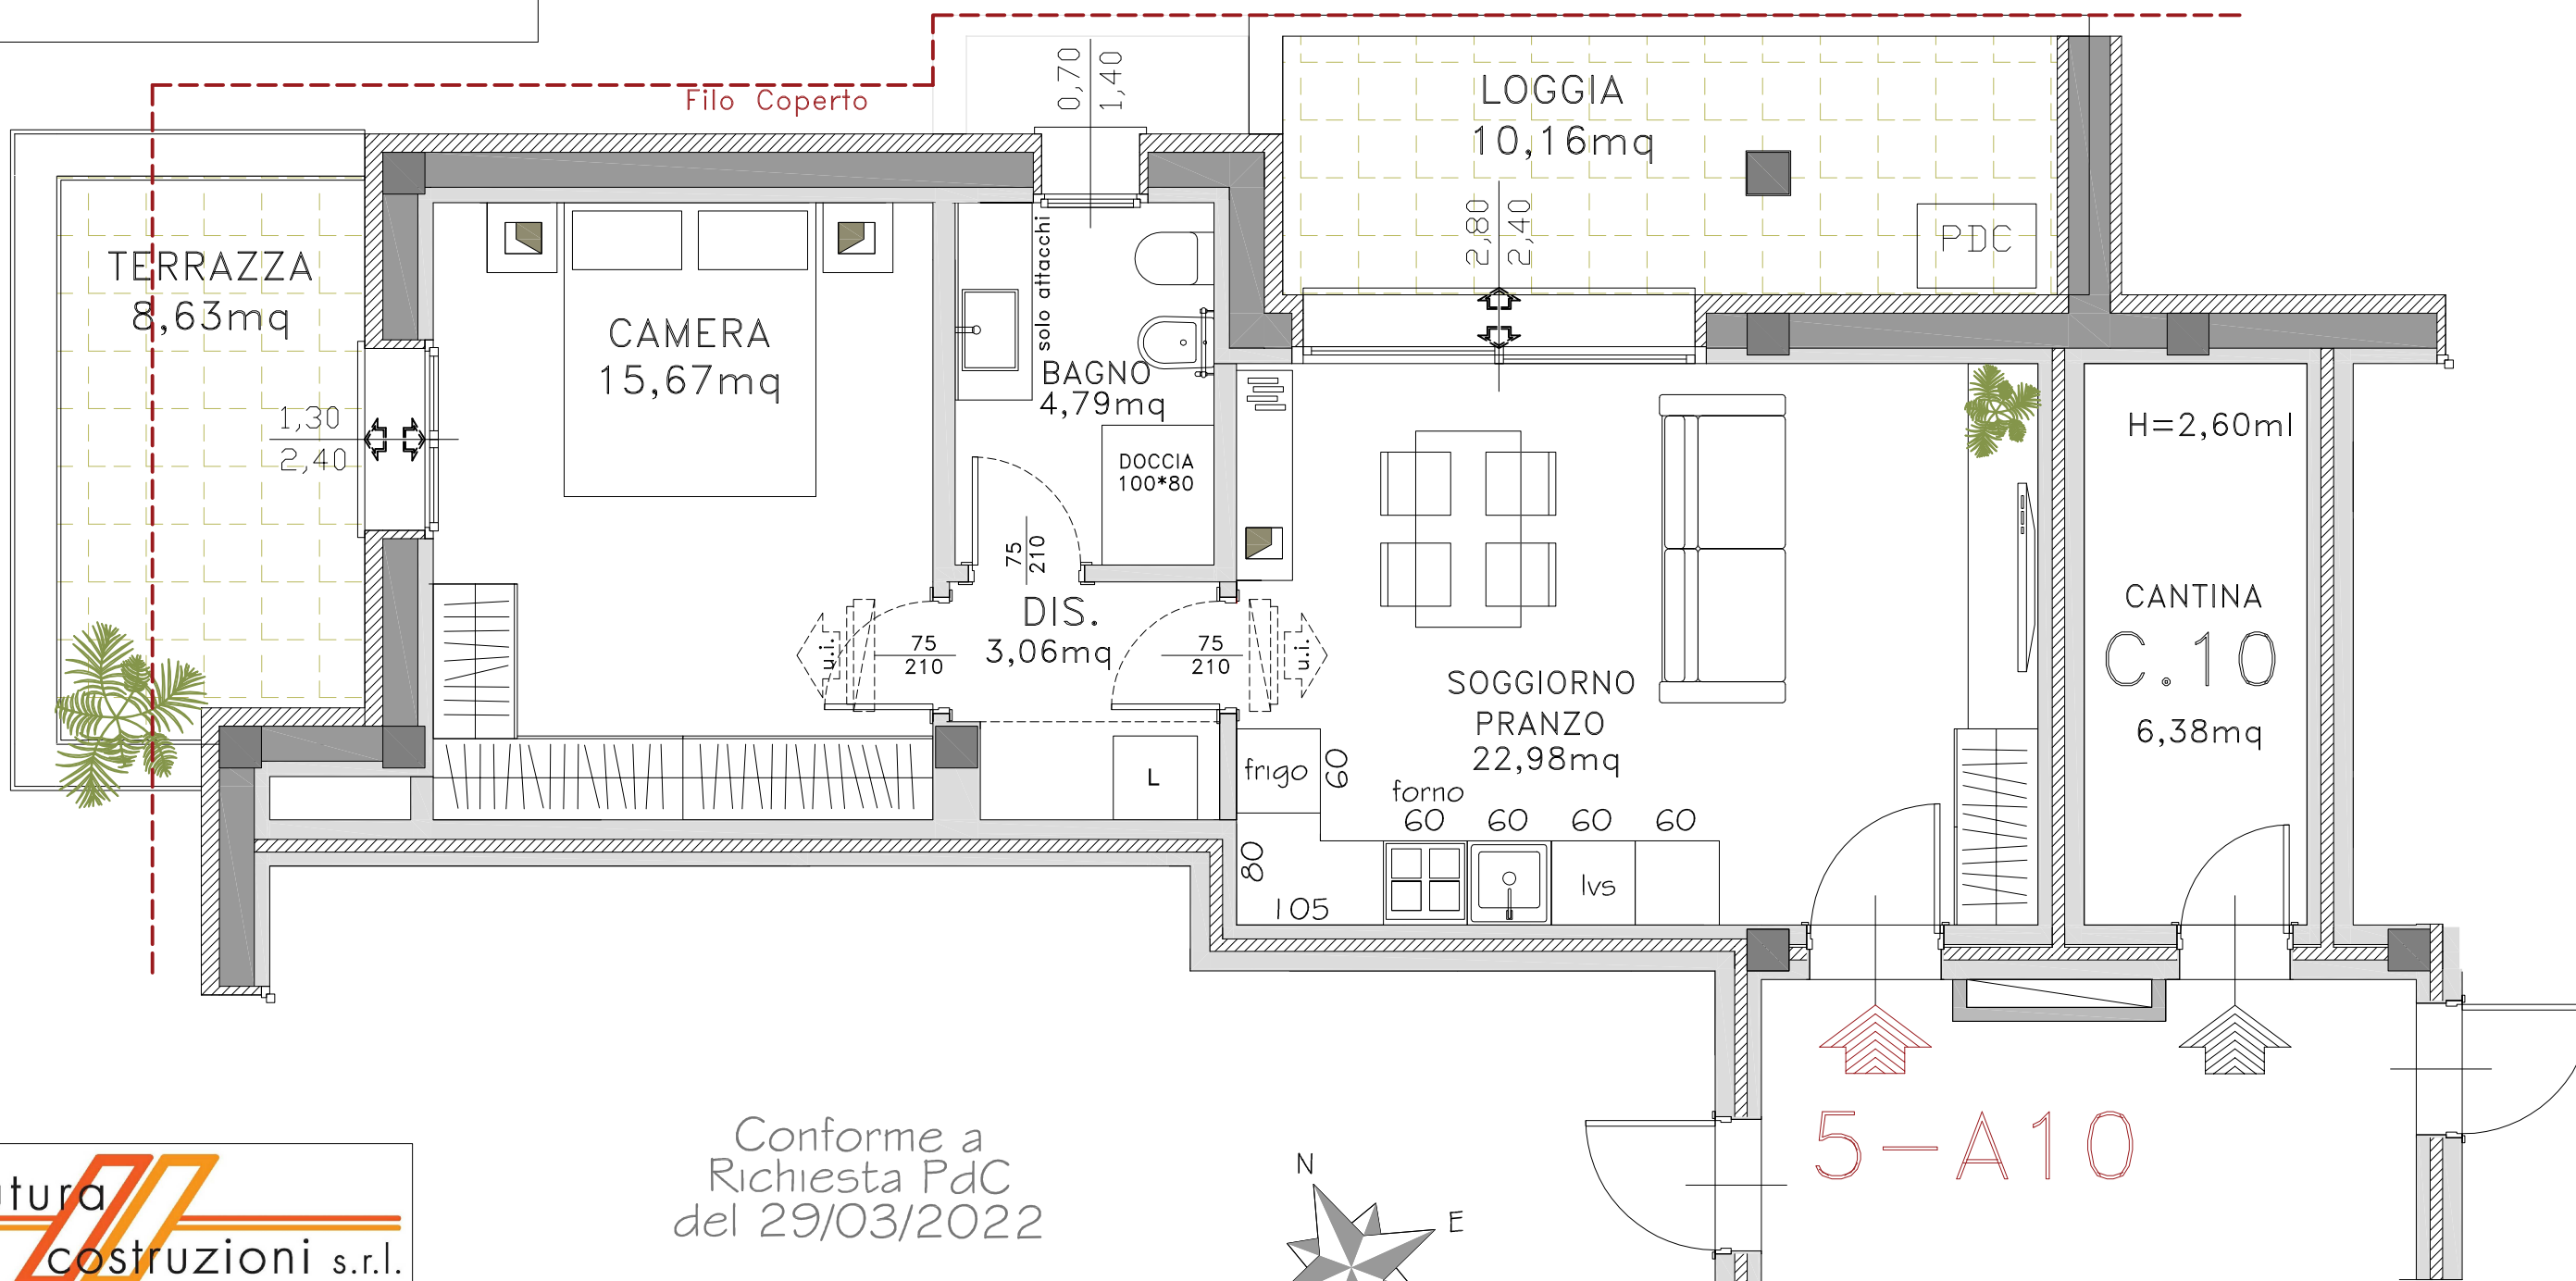 Filo Coperto
0,70
1,40
LOGGIA
10,16mq
2,80
2,40
PDC
TERRAZZA
8,63mq
1,30
2,40
CAMERA
15,67mq
solo attacchi
BAGNO
4,79mq
DOCCIA
100*80
75
210
DIS.
3,06mq
u.i.
75
210
75
210
u.i.
L
SOGGIORNO
PRANZO
22,98mq
frigo
60
forno
60
60
60
60
80
105
lvs
H=2,60ml
CANTINA
C.10
6,38mq
5-A10
Conforme a
Richiesta PdC
del 29/03/2022
N
E
costruzioni s.r.l.